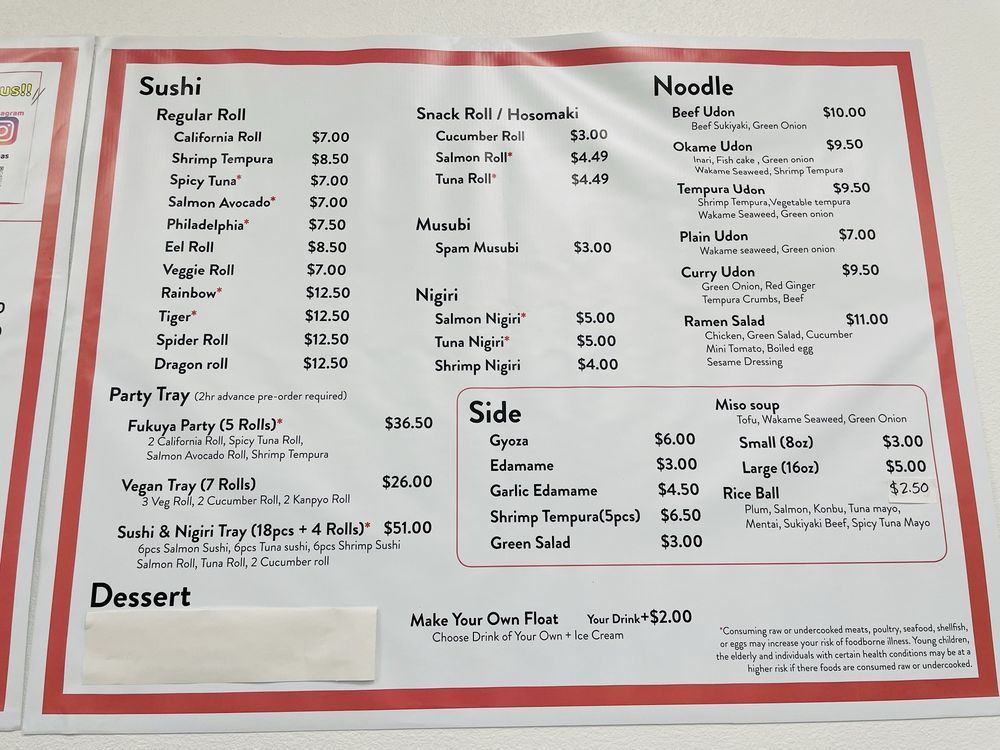 us!!
agram
as
Sushi
Regular Roll
California Roll $7.00
Shrimp Tempura $8.50
Spicy Tuna* $7.00
Salmon Avocado* $7.00
Philadelphia* $7.50
Eel Roll $8.50
Veggie Roll $7.00
Rainbow* $12.50
Tiger* $12.50
Spider Roll $12.50
Dragon roll $12.50
Party Tray (2hr advance pre-order required)
Fukuya Party (5 Rolls)* $36.50
2 California Roll, Spicy Tuna Roll,
Salmon Avocado Roll, Shrimp Tempura
Vegan Tray (7 Rolls) $26.00
3 Veg Roll, 2 Cucumber Roll, 2 Kanpyo Roll
Sushi & Nigiri Tray (18pcs + 4 Rolls)* $51.00
6pcs Salmon Sushi, 6pcs Tuna sushi, 6pcs Shrimp Sushi
Salmon Roll, Tuna Roll, 2 Cucumber roll
Snack Roll / Hosomaki
Cucumber Roll $3.00
Salmon Roll* $4.49
Tuna Roll* $4.49
Musubi
Spam Musubi $3.00
Nigiri
Salmon Nigiri* $5.00
Tuna Nigiri* $5.00
Shrimp Nigiri $4.00
Noodle
Beef Udon $10.00
Beef Sukiyaki, Green Onion
Okame Udon $9.50
Inari, Fish cake , Green onion
Wakame Seaweed, Shrimp Tempura
Tempura Udon $9.50
Shrimp Tempura,Vegetable tempura
Wakame Seaweed, Green onion
Plain Udon $7.00
Wakame seaweed, Green onion
Curry Udon $9.50
Green Onion, Red Ginger
Tempura Crumbs, Beef
Ramen Salad $11.00
Chicken, Green Salad, Cucumber
Mini Tomato, Boiled egg
Sesame Dressing
Side
Gyoza $6.00
Edamame $3.00
Garlic Edamame $4.50
Shrimp Tempura(5pcs) $6.50
Green Salad $3.00
Miso soup
Tofu, Wakame Seaweed, Green Onion
Small (8oz) $3.00
Large (16oz) $5.00
Rice Ball $2.50
Plum, Salmon, Konbu, Tuna mayo,
Mentai, Sukiyaki Beef, Spicy Tuna Mayo
Dessert
Make Your Own Float Your Drink+$2.00
Choose Drink of Your Own + Ice Cream
*Consuming raw or undercooked meats, poultry, seafood, shellfish,
or eggs may increase your risk of foodborne illness. Young children,
the elderly and individuals with certain health conditions may be at a
higher risk if there foods are consumed raw or undercooked.